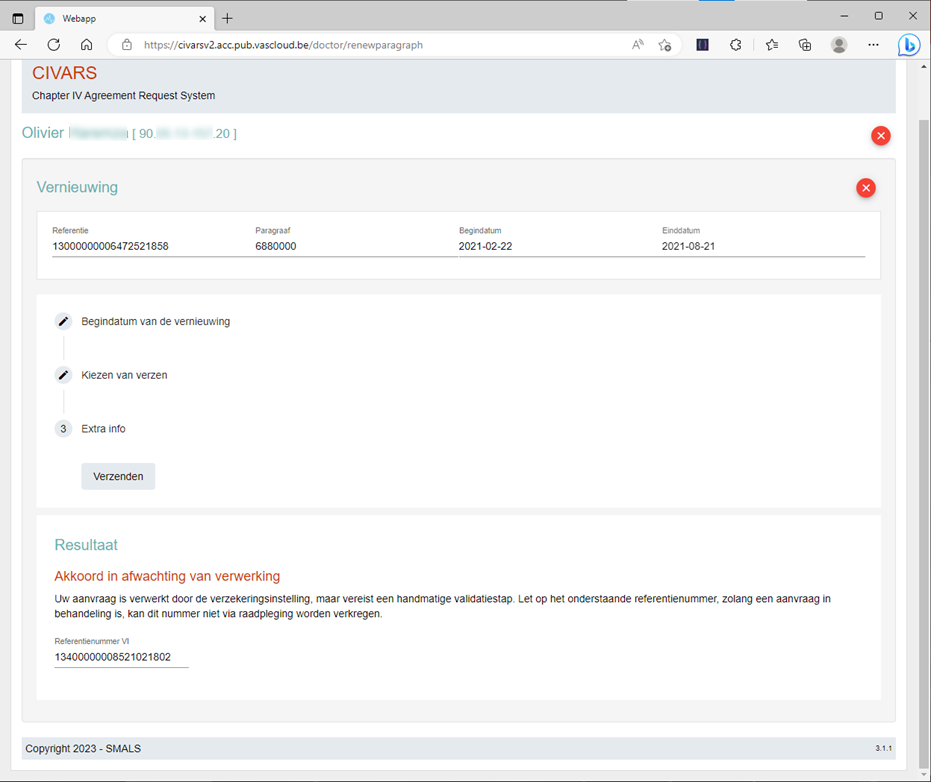 Webapp
https://civarsv2.acc.pub.vascloud.be/doctor/renewparagraph
CIVARS
Chapter IV Agreement Request System
Olivier [ 90. .20 ]
Vernieuwing
Referentie Paragraaf Begindatum Einddatum
13000000006472521858 6880000 2021-02-22 2021-08-21
Begindatum van de vernieuwing
Kiezen van verzen
3 Extra info
Verzenden
Resultaat
Akkoord in afwachting van verwerking
Uw aanvraag is verwerkt door de verzekeringsinstelling, maar vereist een handmatige validatiestap. Let op het onderstaande referentienummer, zolang een aanvraag in
behandeling is, kan dit nummer niet via raadpleging worden verkregen.
Referentienummer VI
13400000008521021802
Copyright 2023 - SMALS 3.1.1